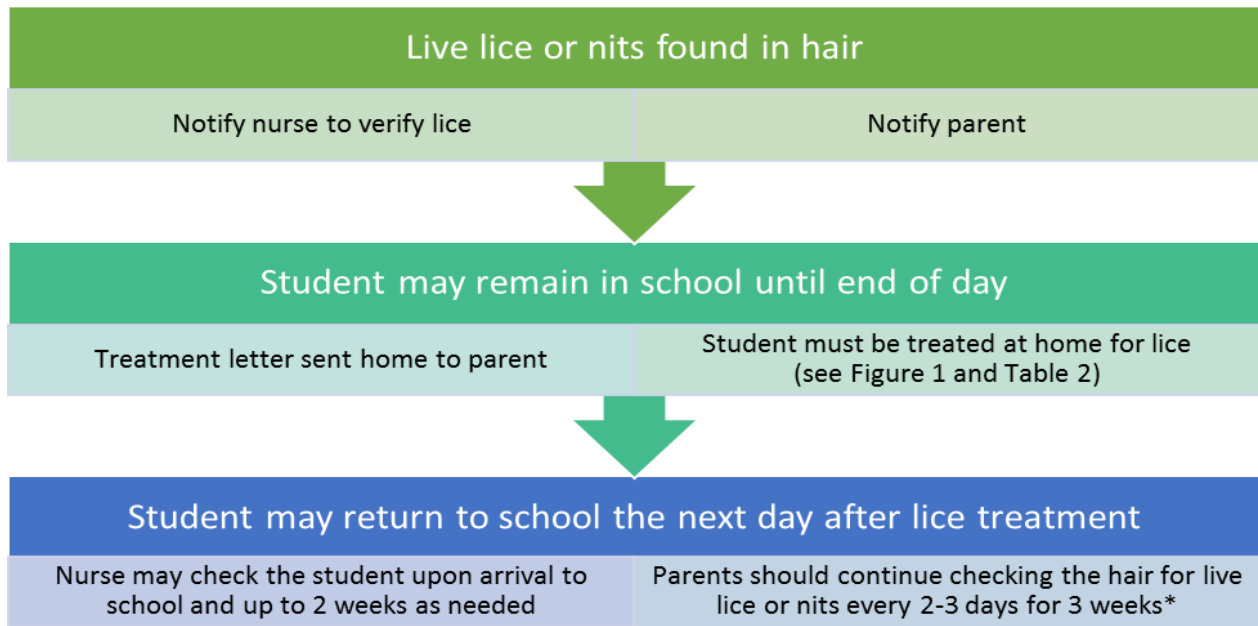 Live lice or nits found in hair
Notify nurse to verify lice
Notify parent
Student may remain in school until end of day
Treatment letter sent home to parent
Student must be treated at home for lice
(see Figure 1 and Table 2)
Student may return to school the next day after lice treatment
Nurse may check the student upon arrival to
school and up to 2 weeks as needed
Parents should continue checking the hair for live
lice or nits every 2-3 days for 3 weeks*